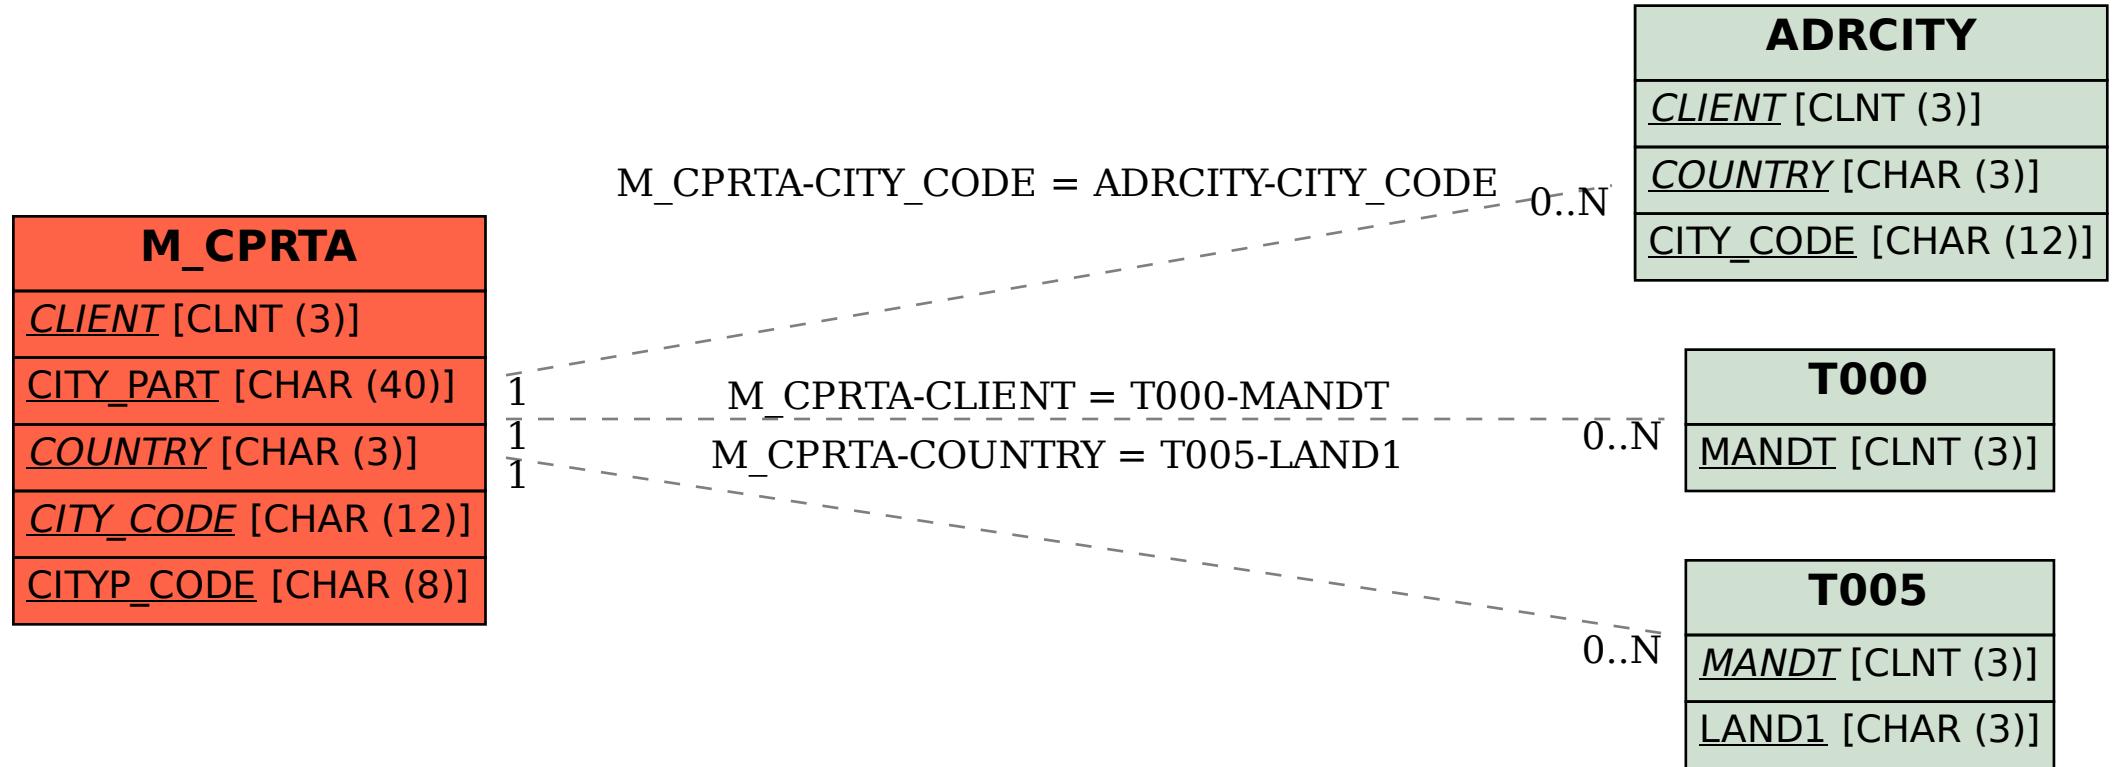 M_CPRTA
CLIENT [CLNT (3)]
CITY_PART [CHAR (40)]
COUNTRY [CHAR (3)]
CITY_CODE [CHAR (12)]
CITYP_CODE [CHAR (8)]
M_CPRTA-CITY_CODE = ADRCITY-CITY_CODE
0..N
1
M_CPRTA-CLIENT = T000-MANDT
0..N
1
M_CPRTA-COUNTRY = T005-LAND1
0..N
1
ADRCITY
CLIENT [CLNT (3)]
COUNTRY [CHAR (3)]
CITY_CODE [CHAR (12)]
T000
MANDT [CLNT (3)]
T005
MANDT [CLNT (3)]
LAND1 [CHAR (3)]